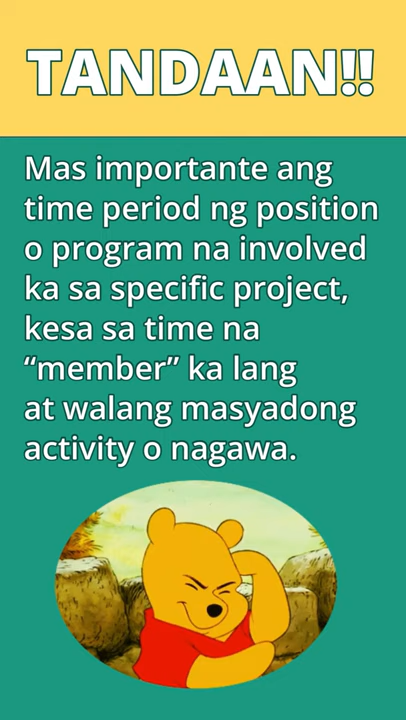 TANDAAN!!
Mas importante ang
time period ng position
o program na involved
ka sa specific project,
kesa sa time na
“member” ka lang
at walang masyadong
activity o nagawa.